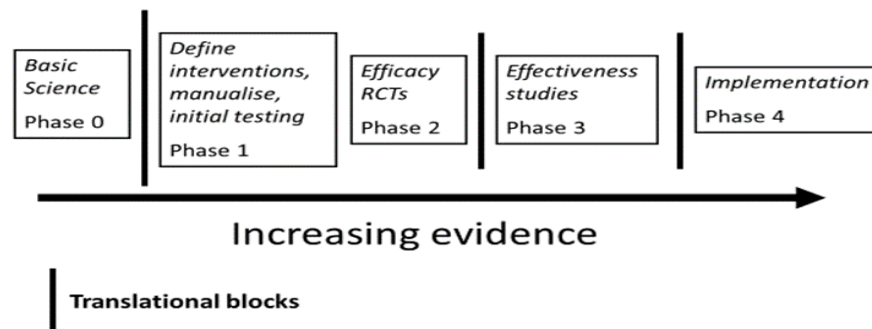 Basic
Science
Phase 0
Define
interventions,
manualise,
initial testing
Phase 1
Efficacy
RCTs
Phase 2
Effectiveness
studies
Phase 3
Implementation
Phase 4
Increasing evidence
Translational blocks